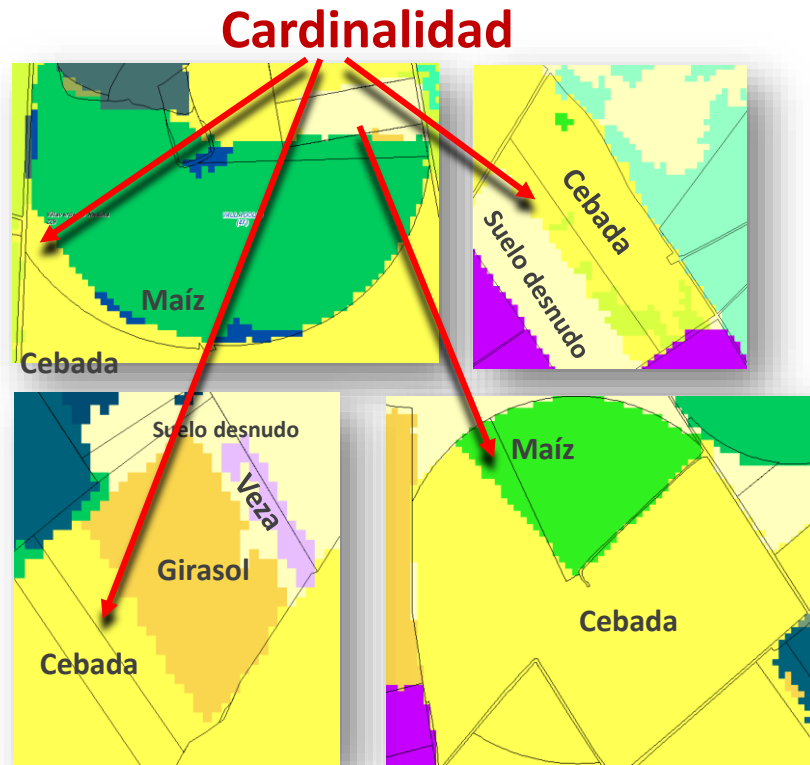 Cardinalidad
Maíz
Cebada
Cebada
Suelo desnudo
Suelo desnudo
Veza
Girasol
Cebada
Maíz
Cebada